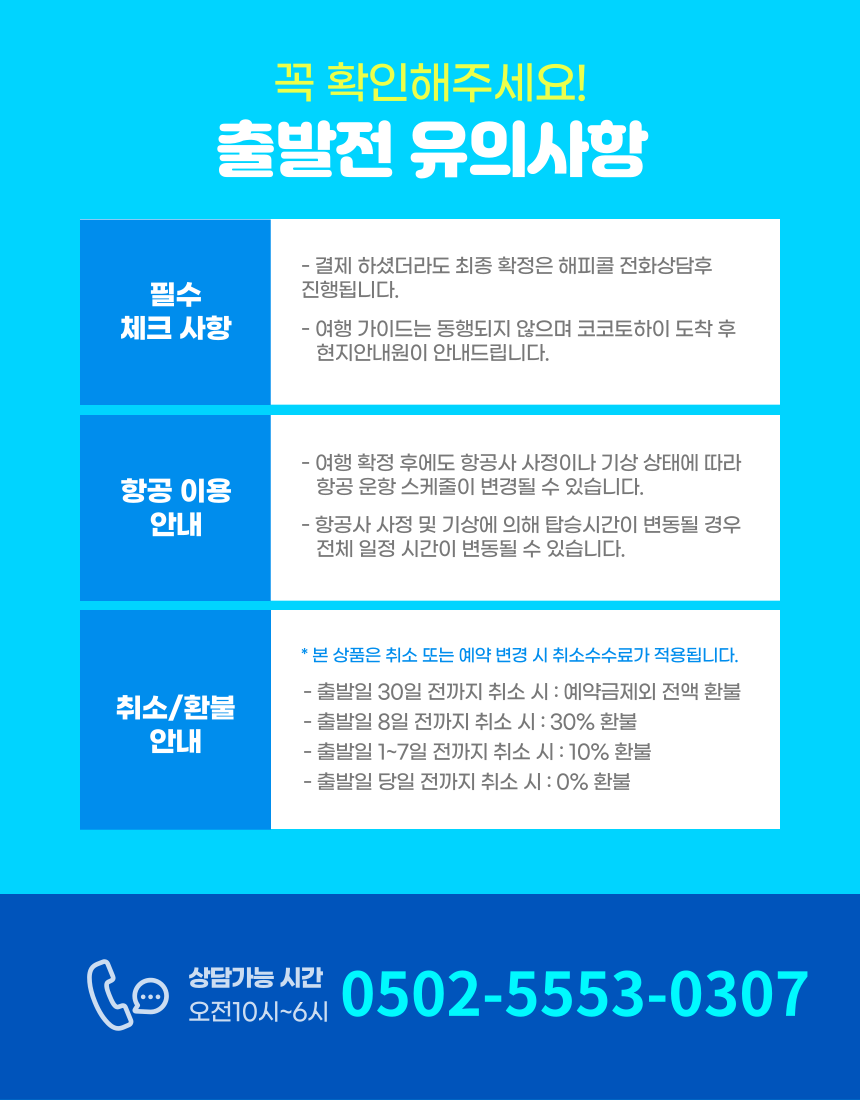 꼭 확인해주세요!
출발전 유의사항
필수
체크 사항
- 결제 하셨더라도 최종 확정은 해피콜 전화상담후
진행됩니다.
- 여행 가이드는 동행되지 않으며 코코토하이 도착 후
현지안내원이 안내드립니다.
항공 이용
안내
- 여행 확정 후에도 항공사 사정이나 기상 상태에 따라
항공 운항 스케줄이 변경될 수 있습니다.
- 항공사 사정 및 기상에 의해 탑승시간이 변동될 경우
전체 일정 시간이 변동될 수 있습니다.
취소/환불
안내
* 본 상품은 취소 또는 예약 변경 시 취소수수료가 적용됩니다.
- 출발일 30일 전까지 취소 시 : 예약금제외 전액 환불
- 출발일 8일 전까지 취소 시 : 30% 환불
- 출발일 1~7일 전까지 취소 시 : 10% 환불
- 출발일 당일 전까지 취소 시 : 0% 환불
상담가능 시간
오전10시~6시
0502-5553-0307